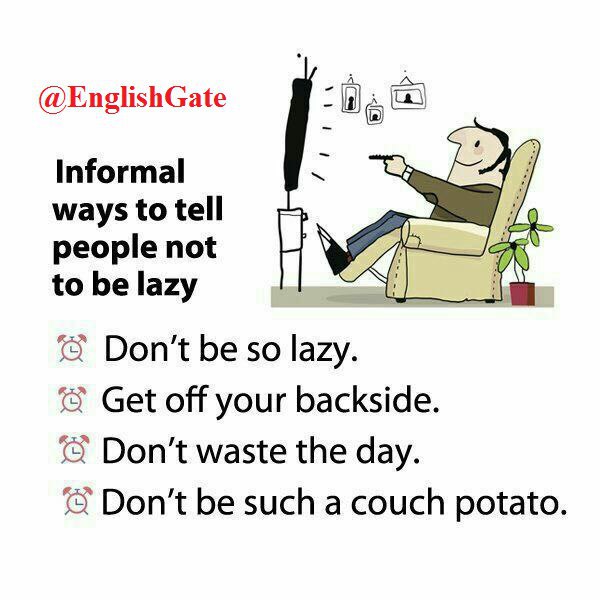 @EnglishGate
Informal
ways to tell
people not
to be lazy
Don't be so lazy.
Get off your backside.
Don't waste the day.
Don't be such a couch potato.